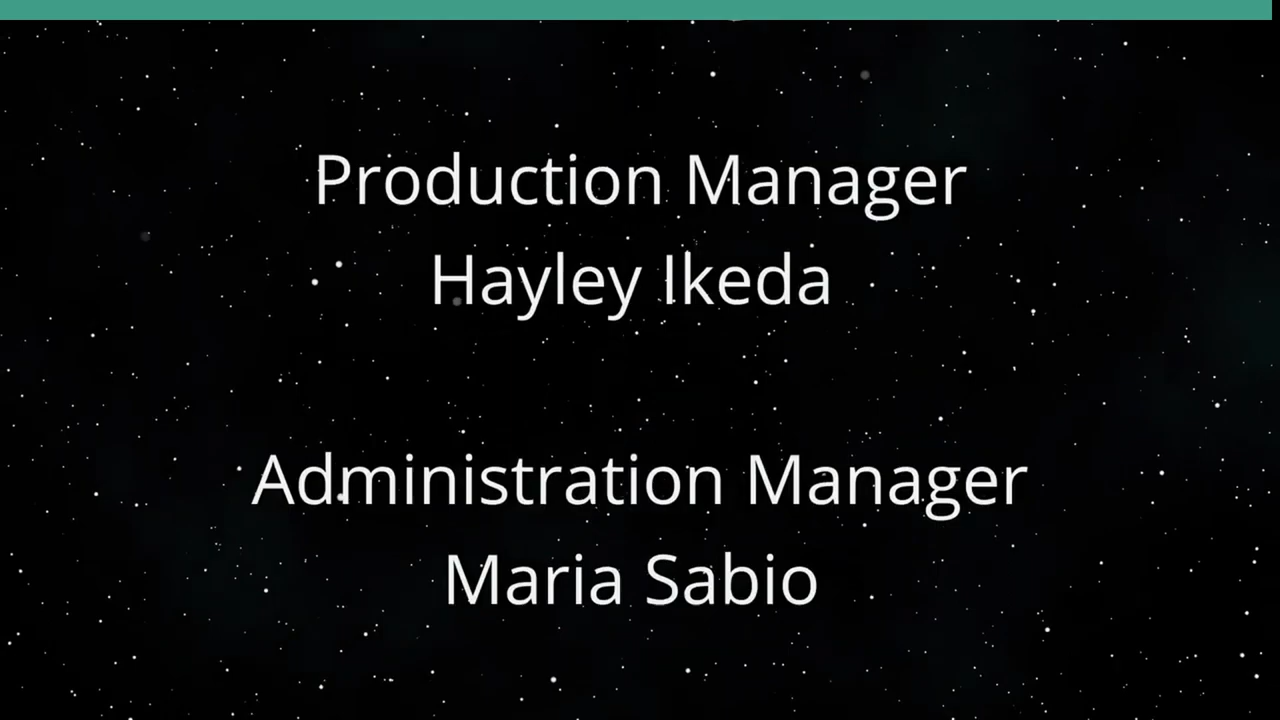 Production Manager
Hayley Ikeda
Administration Manager
Maria Sabio